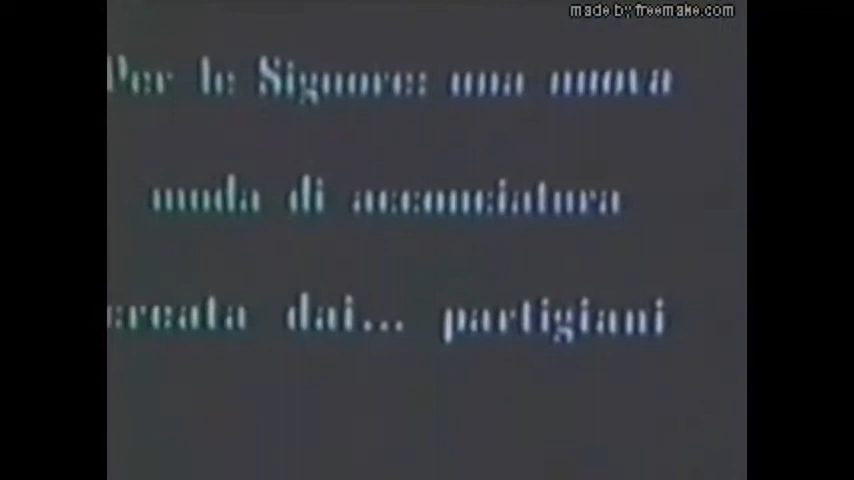 made by freemake.com
Per le Signore: una nuova
moda di acconciatura
creata dai... partigiani